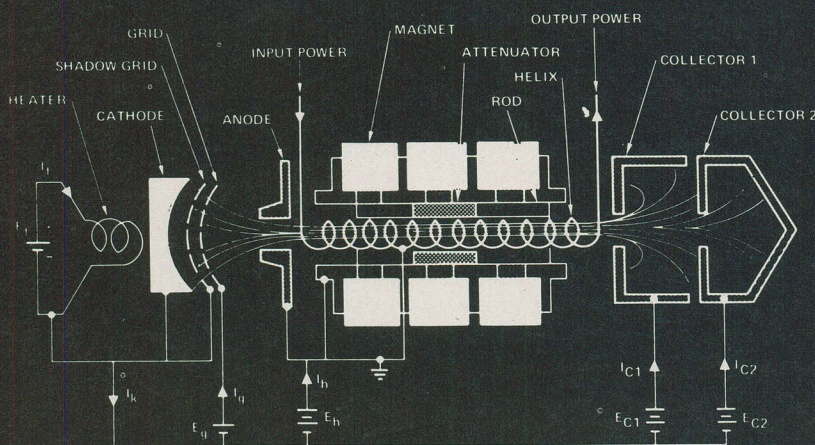 OUTPUT POWER
MAGNET
GRID
INPUT POWER
ATTENUATOR
COLLECTOR 1
SHADOW GRID
HELIX
HEATER
ROD
CATHODE
ANODE
COLLECTOR 2
If
Ef
Ik
Ig
Ih
IC1
IC2
Eg
Eh
EC1
EC2